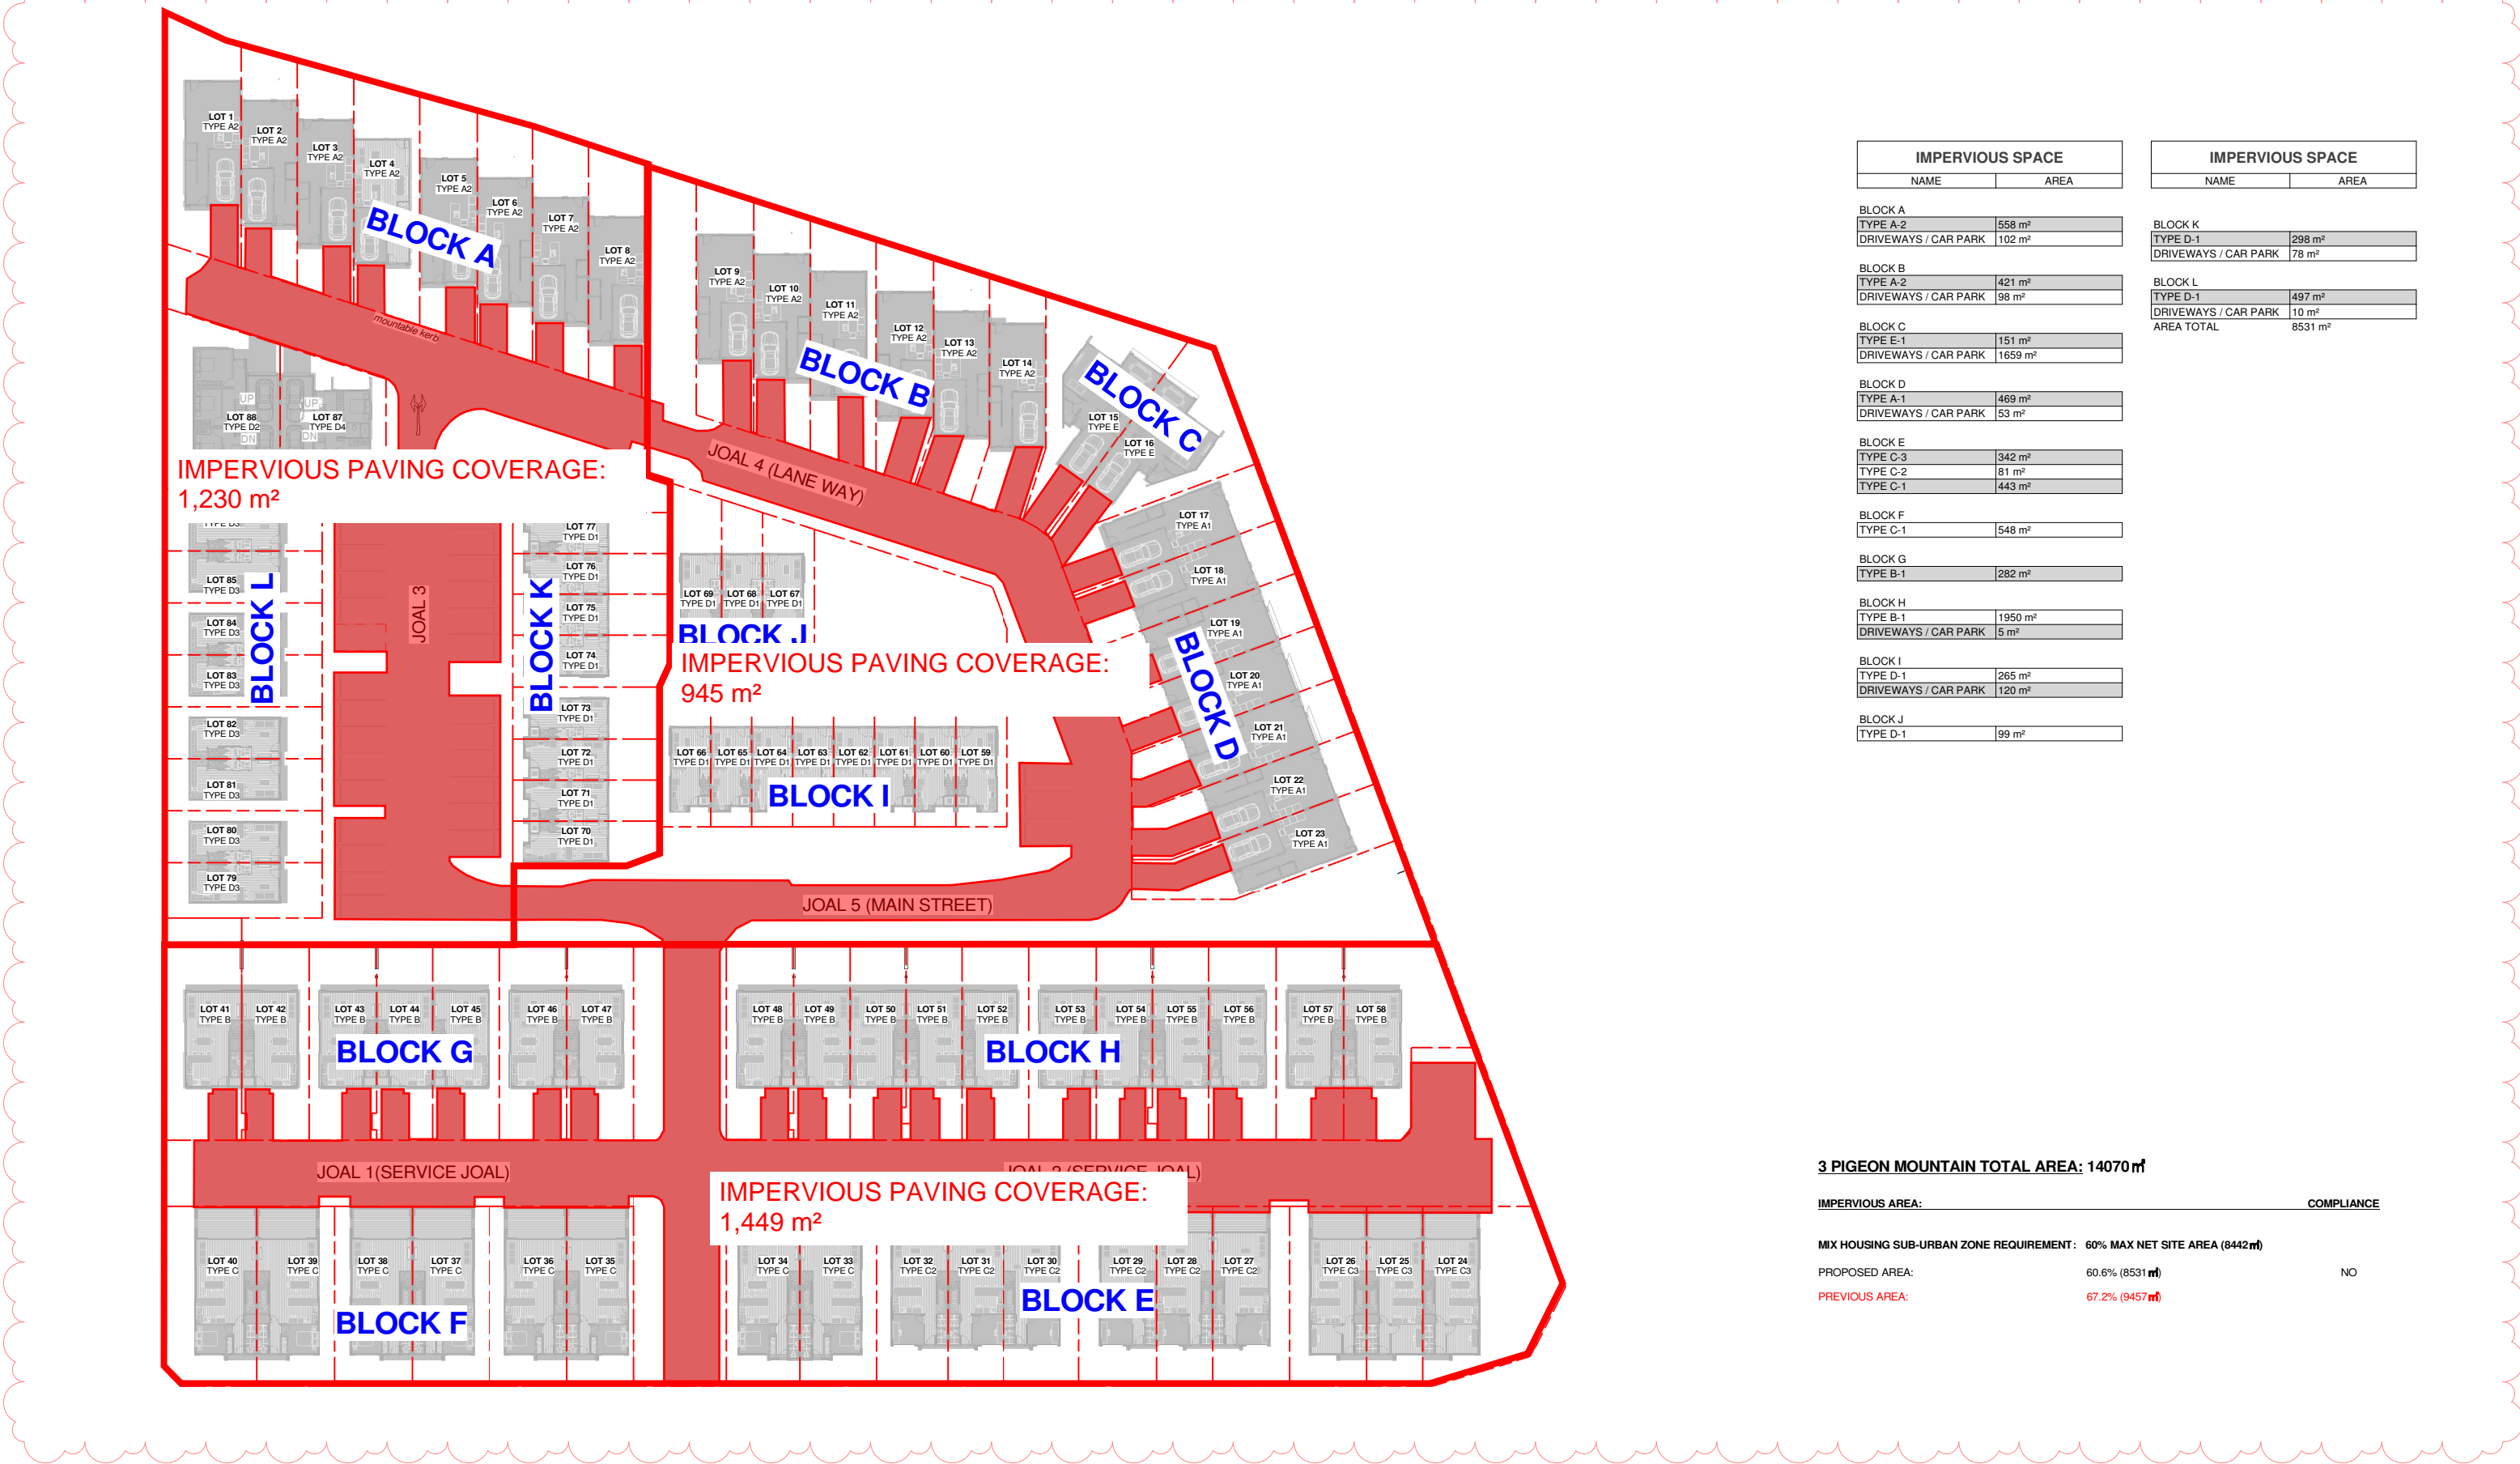 LOT 1
TYPE A2
LOT 2
TYPE A2
LOT 3
TYPE A2
LOT 4
TYPE A2
LOT 5
TYPE A2
LOT 6
TYPE A2
LOT 7
TYPE A2
LOT 8
TYPE A2
BLOCK A
mountable kerb
LOT 9
TYPE A2
LOT 10
TYPE A2
LOT 11
TYPE A2
LOT 12
TYPE A2
LOT 13
TYPE A2
LOT 14
TYPE A2
BLOCK B
BLOCK C
LOT 15
TYPE E
LOT 16
TYPE E
UP
UP
LOT 88
TYPE D2
LOT 87
TYPE D4
DN
DN
IMPERVIOUS PAVING COVERAGE:
1,230 m²
JOAL 4 (LANE WAY)
LOT 17
TYPE A1
LOT 18
TYPE A1
LOT 19
TYPE A1
LOT 20
TYPE A1
LOT 21
TYPE A1
LOT 22
TYPE A1
LOT 23
TYPE A1
BLOCK D
TYPE D3
LOT 85
TYPE D3
LOT 84
TYPE D3
LOT 83
TYPE D3
LOT 82
TYPE D3
LOT 81
TYPE D3
LOT 80
TYPE D3
LOT 79
TYPE D3
BLOCK L
JOAL 3
BLOCK K
LOT 77
TYPE D1
LOT 76
TYPE D1
LOT 75
TYPE D1
LOT 74
TYPE D1
LOT 73
TYPE D1
LOT 72
TYPE D1
LOT 71
TYPE D1
LOT 70
TYPE D1
LOT 69 LOT 68 LOT 67
TYPE D1 TYPE D1 TYPE D1
BLOCK J
IMPERVIOUS PAVING COVERAGE:
945 m²
LOT 66 LOT 65 LOT 64 LOT 63 LOT 62 LOT 61 LOT 60 LOT 59
TYPE D1 TYPE D1 TYPE D1 TYPE D1 TYPE D1 TYPE D1 TYPE D1 TYPE D1
BLOCK I
JOAL 5 (MAIN STREET)
LOT 41 LOT 42 LOT 43 LOT 44 LOT 45 LOT 46 LOT 47 LOT 48 LOT 49 LOT 50 LOT 51 LOT 52 LOT 53 LOT 54 LOT 55 LOT 56 LOT 57 LOT 58
TYPE B TYPE B TYPE B TYPE B TYPE B TYPE B TYPE B TYPE B TYPE B TYPE B TYPE B TYPE B TYPE B TYPE B TYPE B TYPE B TYPE B TYPE B
BLOCK G
BLOCK H
JOAL 1(SERVICE JOAL)
JOAL 2 (SERVICE JOAL)
IMPERVIOUS PAVING COVERAGE:
1,449 m²
LOT 40 LOT 39 LOT 38 LOT 37 LOT 36 LOT 35 LOT 34 LOT 33 LOT 32 LOT 31 LOT 30 LOT 29 LOT 28 LOT 27 LOT 26 LOT 25 LOT 24
TYPE C TYPE C TYPE C TYPE C TYPE C TYPE C TYPE C TYPE C TYPE C2 TYPE C2 TYPE C2 TYPE C2 TYPE C2 TYPE C2 TYPE C3 TYPE C3 TYPE C3
BLOCK F
BLOCK E
IMPERVIOUS SPACE
NAME AREA
BLOCK A
TYPE A-2 558 m²
DRIVEWAYS / CAR PARK 102 m²
BLOCK B
TYPE A-2 421 m²
DRIVEWAYS / CAR PARK 98 m²
BLOCK C
TYPE E-1 151 m²
DRIVEWAYS / CAR PARK 1659 m²
BLOCK D
TYPE A-1 469 m²
DRIVEWAYS / CAR PARK 53 m²
BLOCK E
TYPE C-3 342 m²
TYPE C-2 81 m²
TYPE C-1 443 m²
BLOCK F
TYPE C-1 548 m²
BLOCK G
TYPE B-1 282 m²
BLOCK H
TYPE B-1 1950 m²
DRIVEWAYS / CAR PARK 5 m²
BLOCK I
TYPE D-1 265 m²
DRIVEWAYS / CAR PARK 120 m²
BLOCK J
TYPE D-1 99 m²
IMPERVIOUS SPACE
NAME AREA
BLOCK K
TYPE D-1 298 m²
DRIVEWAYS / CAR PARK 78 m²
BLOCK L
TYPE D-1 497 m²
DRIVEWAYS / CAR PARK 10 m²
AREA TOTAL 8531 m²
3 PIGEON MOUNTAIN TOTAL AREA: 14070㎡
IMPERVIOUS AREA: COMPLIANCE
MIX HOUSING SUB-URBAN ZONE REQUIREMENT: 60% MAX NET SITE AREA (8442㎡)
PROPOSED AREA: 60.6% (8531㎡) NO
PREVIOUS AREA: 67.2% (9457㎡)